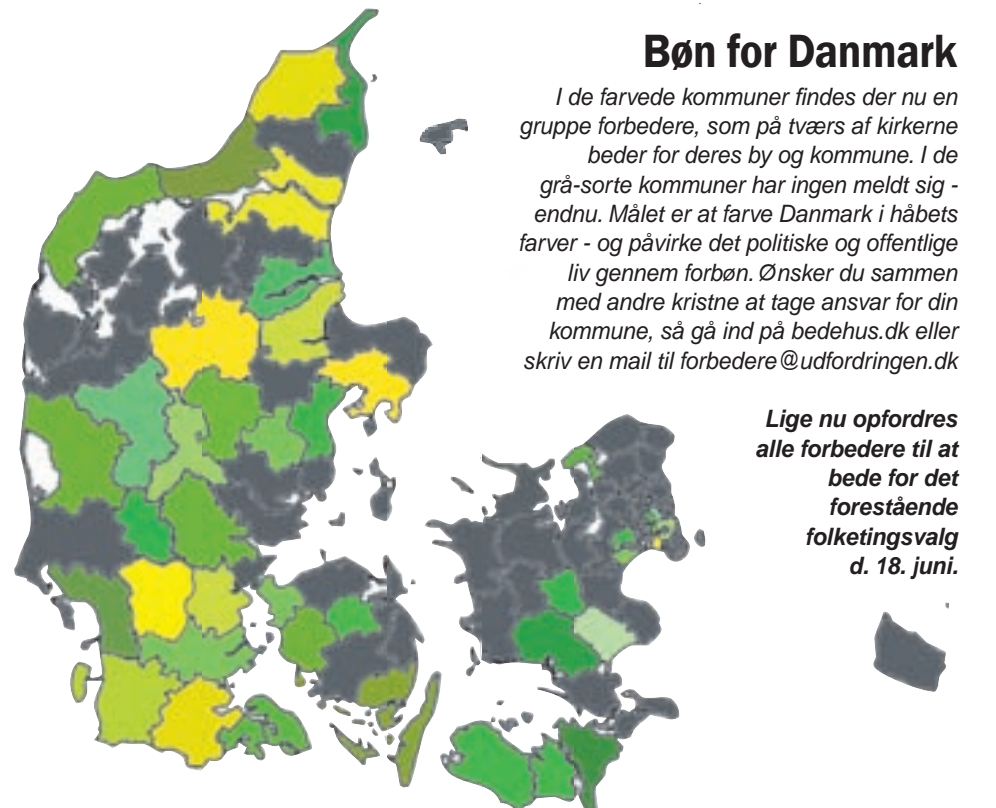 Bøn for Danmark
I de farvede kommuner findes der nu en
gruppe forbedere, som på tværs af kirkerne
beder for deres by og kommune. I de
grå-sorte kommuner har ingen meldt sig -
endnu. Målet er at farve Danmark i håbets
farver - og påvirke det politiske og offentlige
liv gennem forbøn. Ønsker du sammen
med andre kristne at tage ansvar for din
kommune, så gå ind på bedehus.dk eller
skriv en mail til forbedere@udfordringen.dk
Lige nu opfordres
alle forbedere til at
bede for det
forestående
folketingsvalg
d. 18. juni.